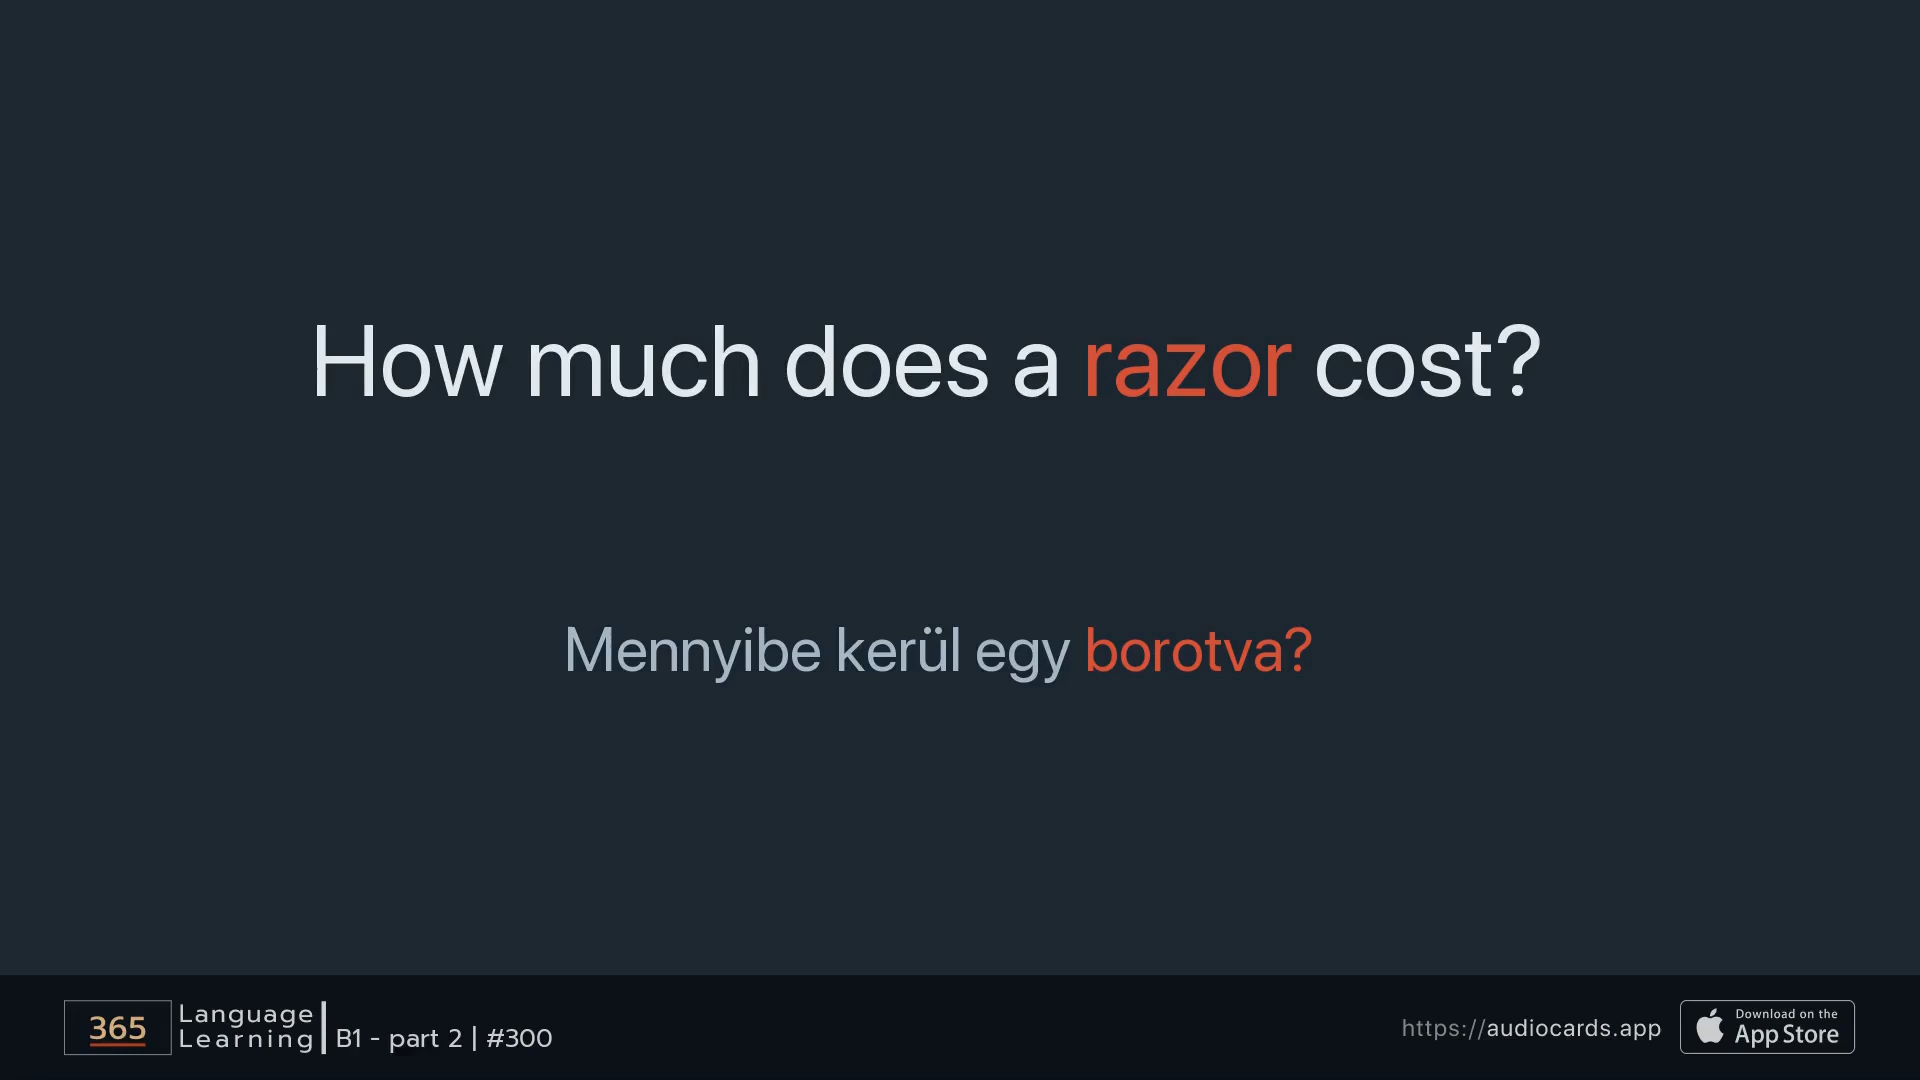 How much does a razor cost?
Mennyibe kerül egy borotva?
365
Language
Learning
B1 - part 2 | #300
https://audiocards.app
Download on the
App Store